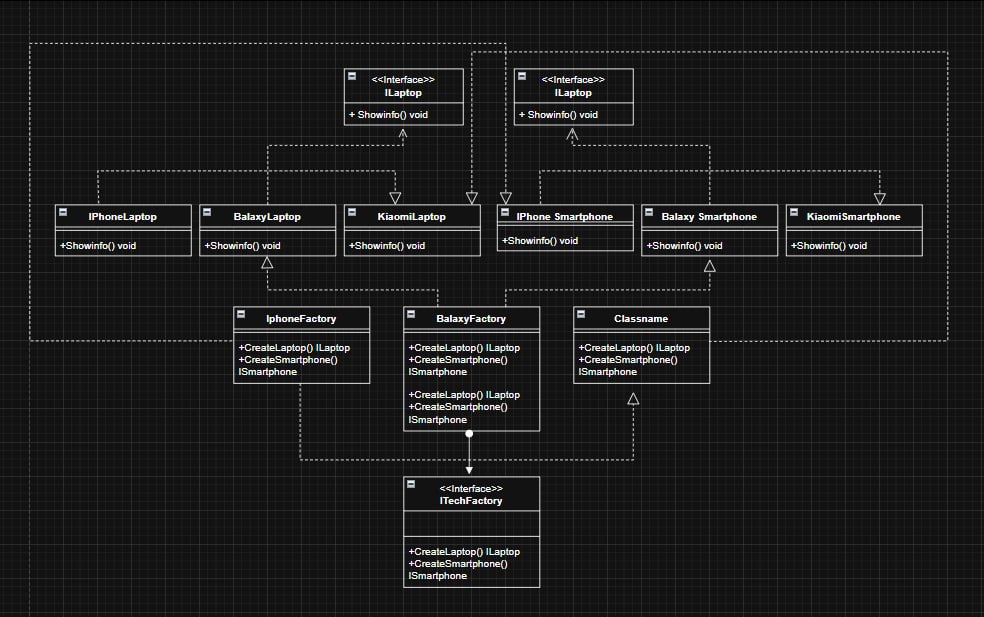 <<Interface>>
ILaptop
+ Showinfo() void
<<Interface>>
ILaptop
+ Showinfo() void
IPhoneLaptop
+Showinfo() void
BalaxyLaptop
+Showinfo() void
KiaomiLaptop
+Showinfo() void
IPhone Smartphone
+Showinfo() void
Balaxy Smartphone
+Showinfo() void
KiaomiSmartphone
+Showinfo() void
IphoneFactory
+CreateLaptop() ILaptop
+CreateSmartphone()
ISmartphone
BalaxyFactory
+CreateLaptop() ILaptop
+CreateSmartphone()
ISmartphone
+CreateLaptop() ILaptop
+CreateSmartphone()
ISmartphone
Classname
+CreateLaptop() ILaptop
+CreateSmartphone()
ISmartphone
<<Interface>>
ITechFactory
+CreateLaptop() ILaptop
+CreateSmartphone()
ISmartphone